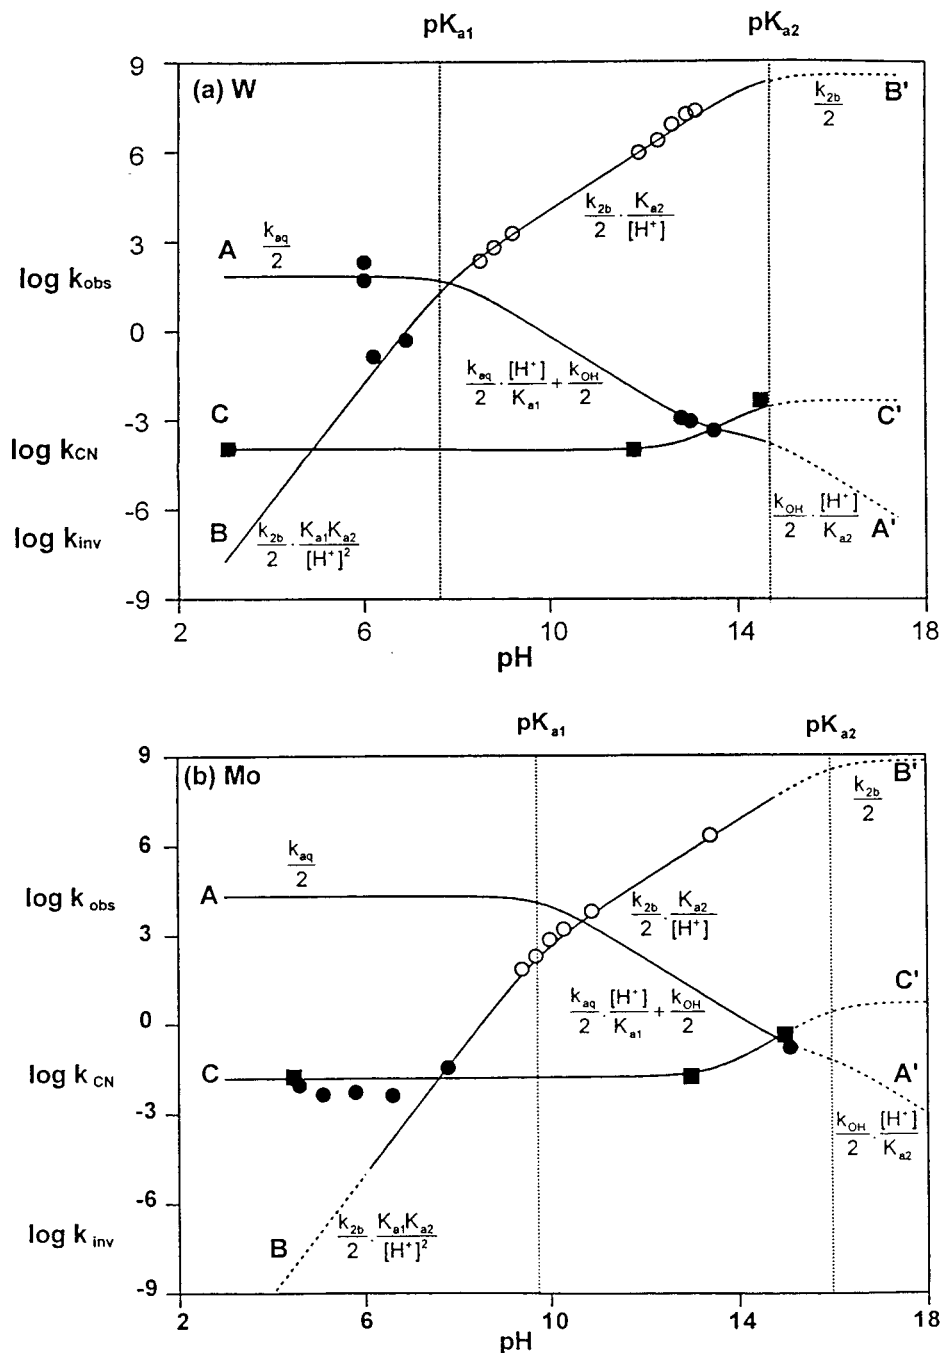 pKa1 pKa2
9
(a) W
k2b/2
B'
6
k2b/2 · Ka2/[H+]
3
A kaq/2
log kobs
0
kaq/2 · [H+]/Ka1 + kOH/2
C
C'
-3
log kCN
-6
kOH/2 · [H+]/Ka2
A'
B k2b/2 · Ka1Ka2/[H+]2
log kinv
-9
2 6 10 14 18
pH
pKa1 pKa2
9
(b) Mo
B'
k2b/2
6
kaq/2
A
log kobs
k2b/2 · Ka2/[H+]
3
C'
kaq/2 · [H+]/Ka1 + kOH/2
0
log kCN
C
A'
-3
kOH/2 · [H+]/Ka2
-6
log kinv
B k2b/2 · Ka1Ka2/[H+]2
-9
2 6 10 14 18
pH